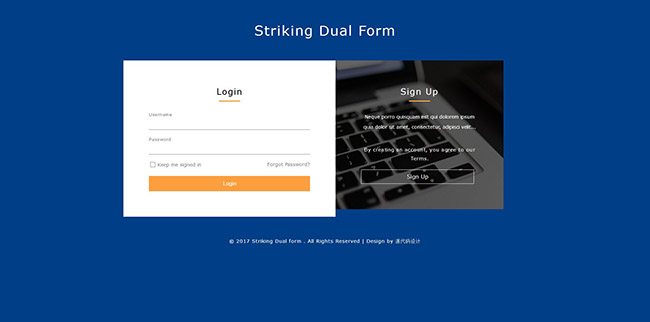 Striking Dual Form
Login
Username
Password
Keep me signed in
Forgot Password?
Login
Sign Up
Neque porro quisquam est qui dolorem ipsum
quia dolor sit amet, consectetur, adipisci velit...
By creating an account, you agree to our
Terms.
Sign Up
© 2017 Striking Dual form . All Rights Reserved | Design by 源代码设计